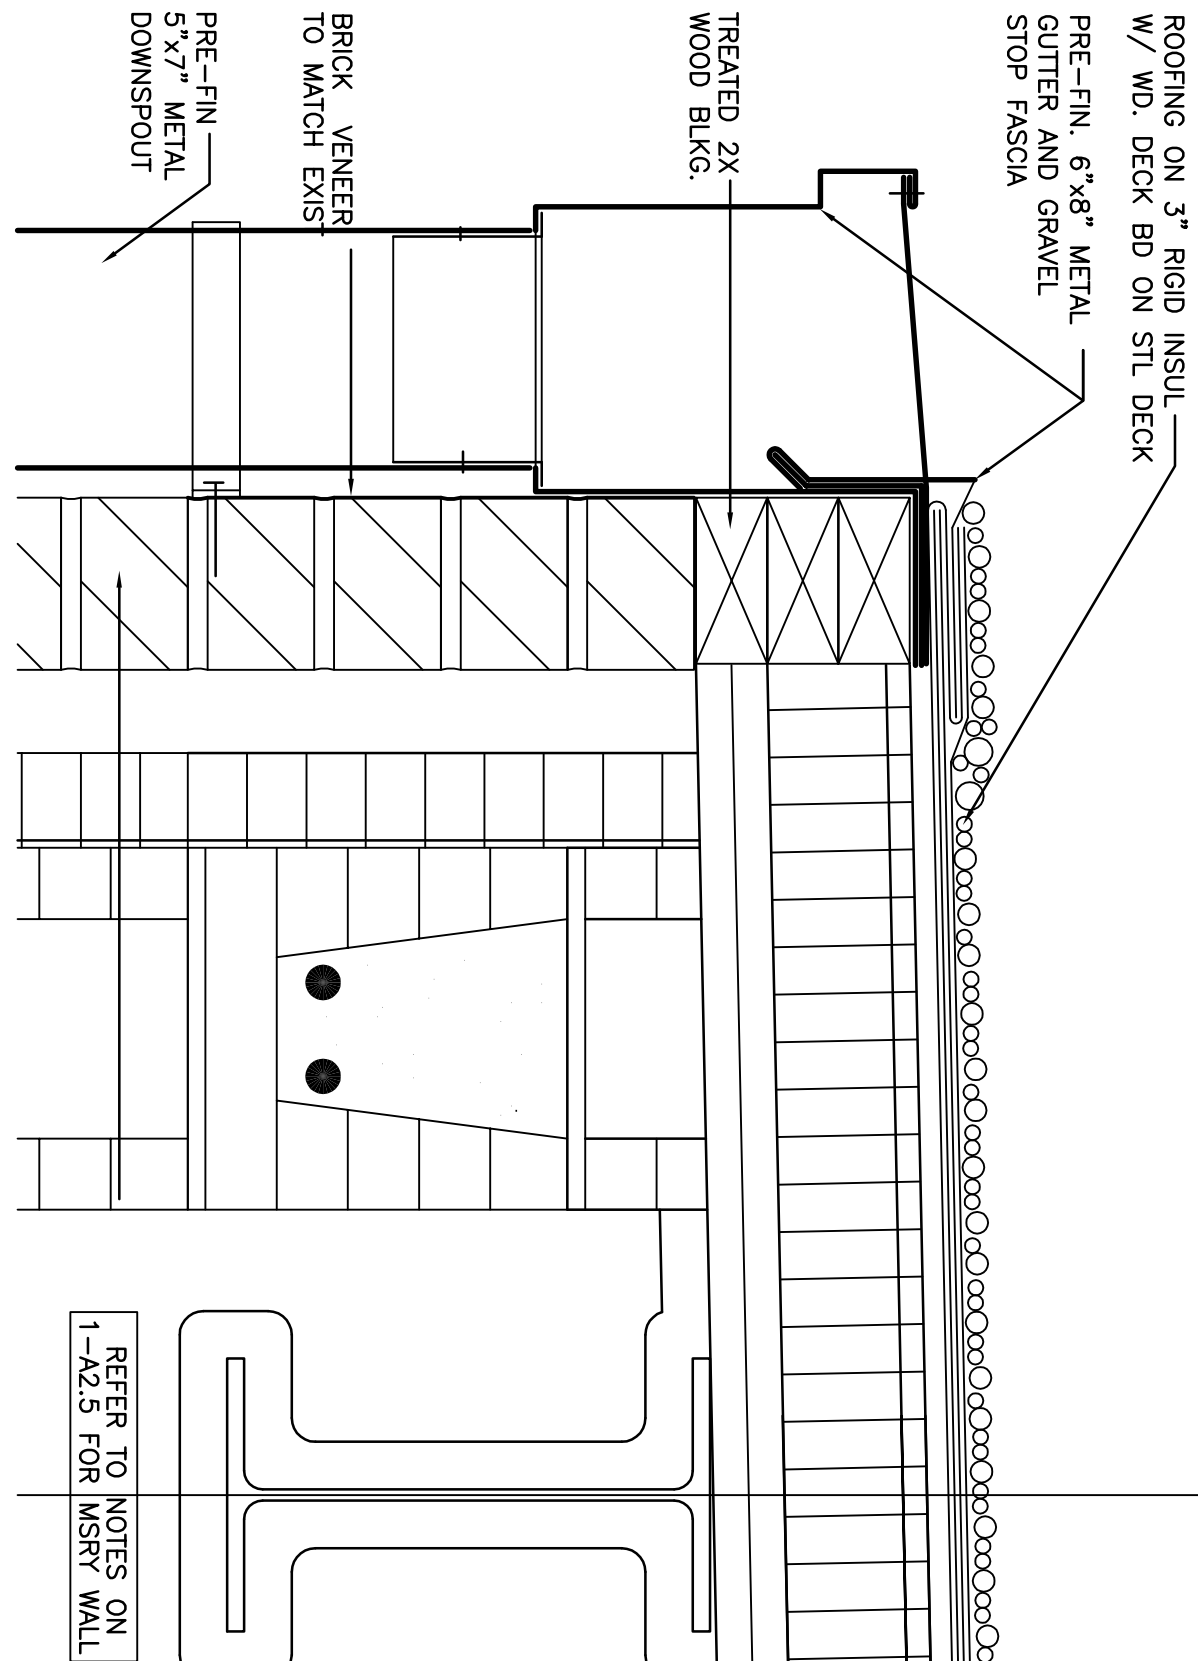 ROOFING ON 3" RIGID INSUL
W/ WD. DECK BD ON STL DECK
PRE-FIN. 6"x8" METAL
GUTTER AND GRAVEL
STOP FASCIA
TREATED 2X
WOOD BLKG.
BRICK VENEER
TO MATCH EXIST
PRE-FIN
5"x7" METAL
DOWNSPOUT
REFER TO NOTES ON
1-A2.5 FOR MSRY WALL